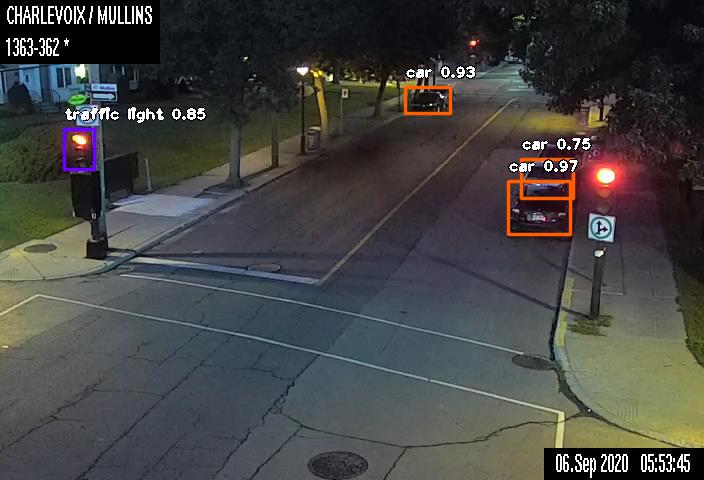 CHARLEVOIX / MULLINS
1363-362 *
car 0.93
traffic light 0.85
car 0.75
car 0.97
06.Sep 2020 05:53:45